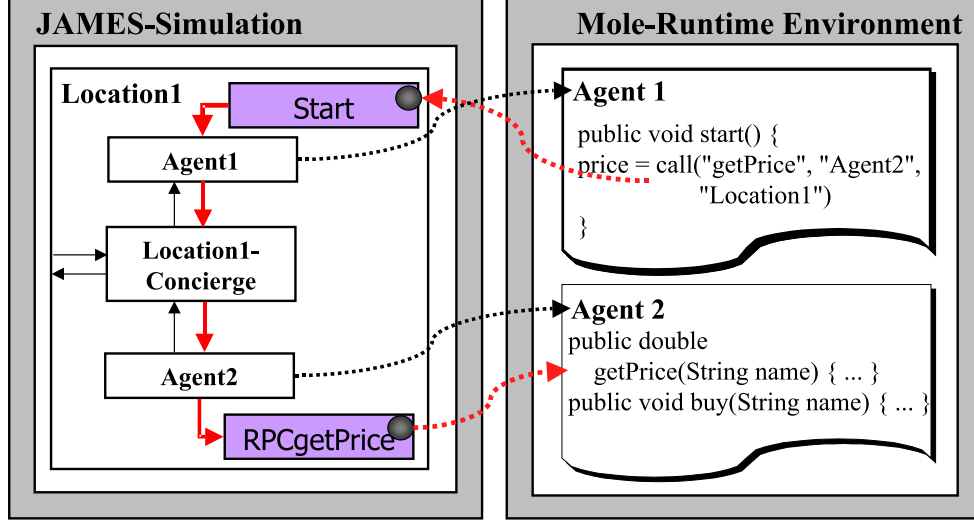 JAMES-Simulation
Location1
Start
Agent1
Location1-
Concierge
Agent2
RPCgetPrice
Mole-Runtime Environment
Agent 1
public void start() {
price = call("getPrice", "Agent2",
"Location1")
}
Agent 2
public double
getPrice(String name) { ... }
public void buy(String name) { ... }